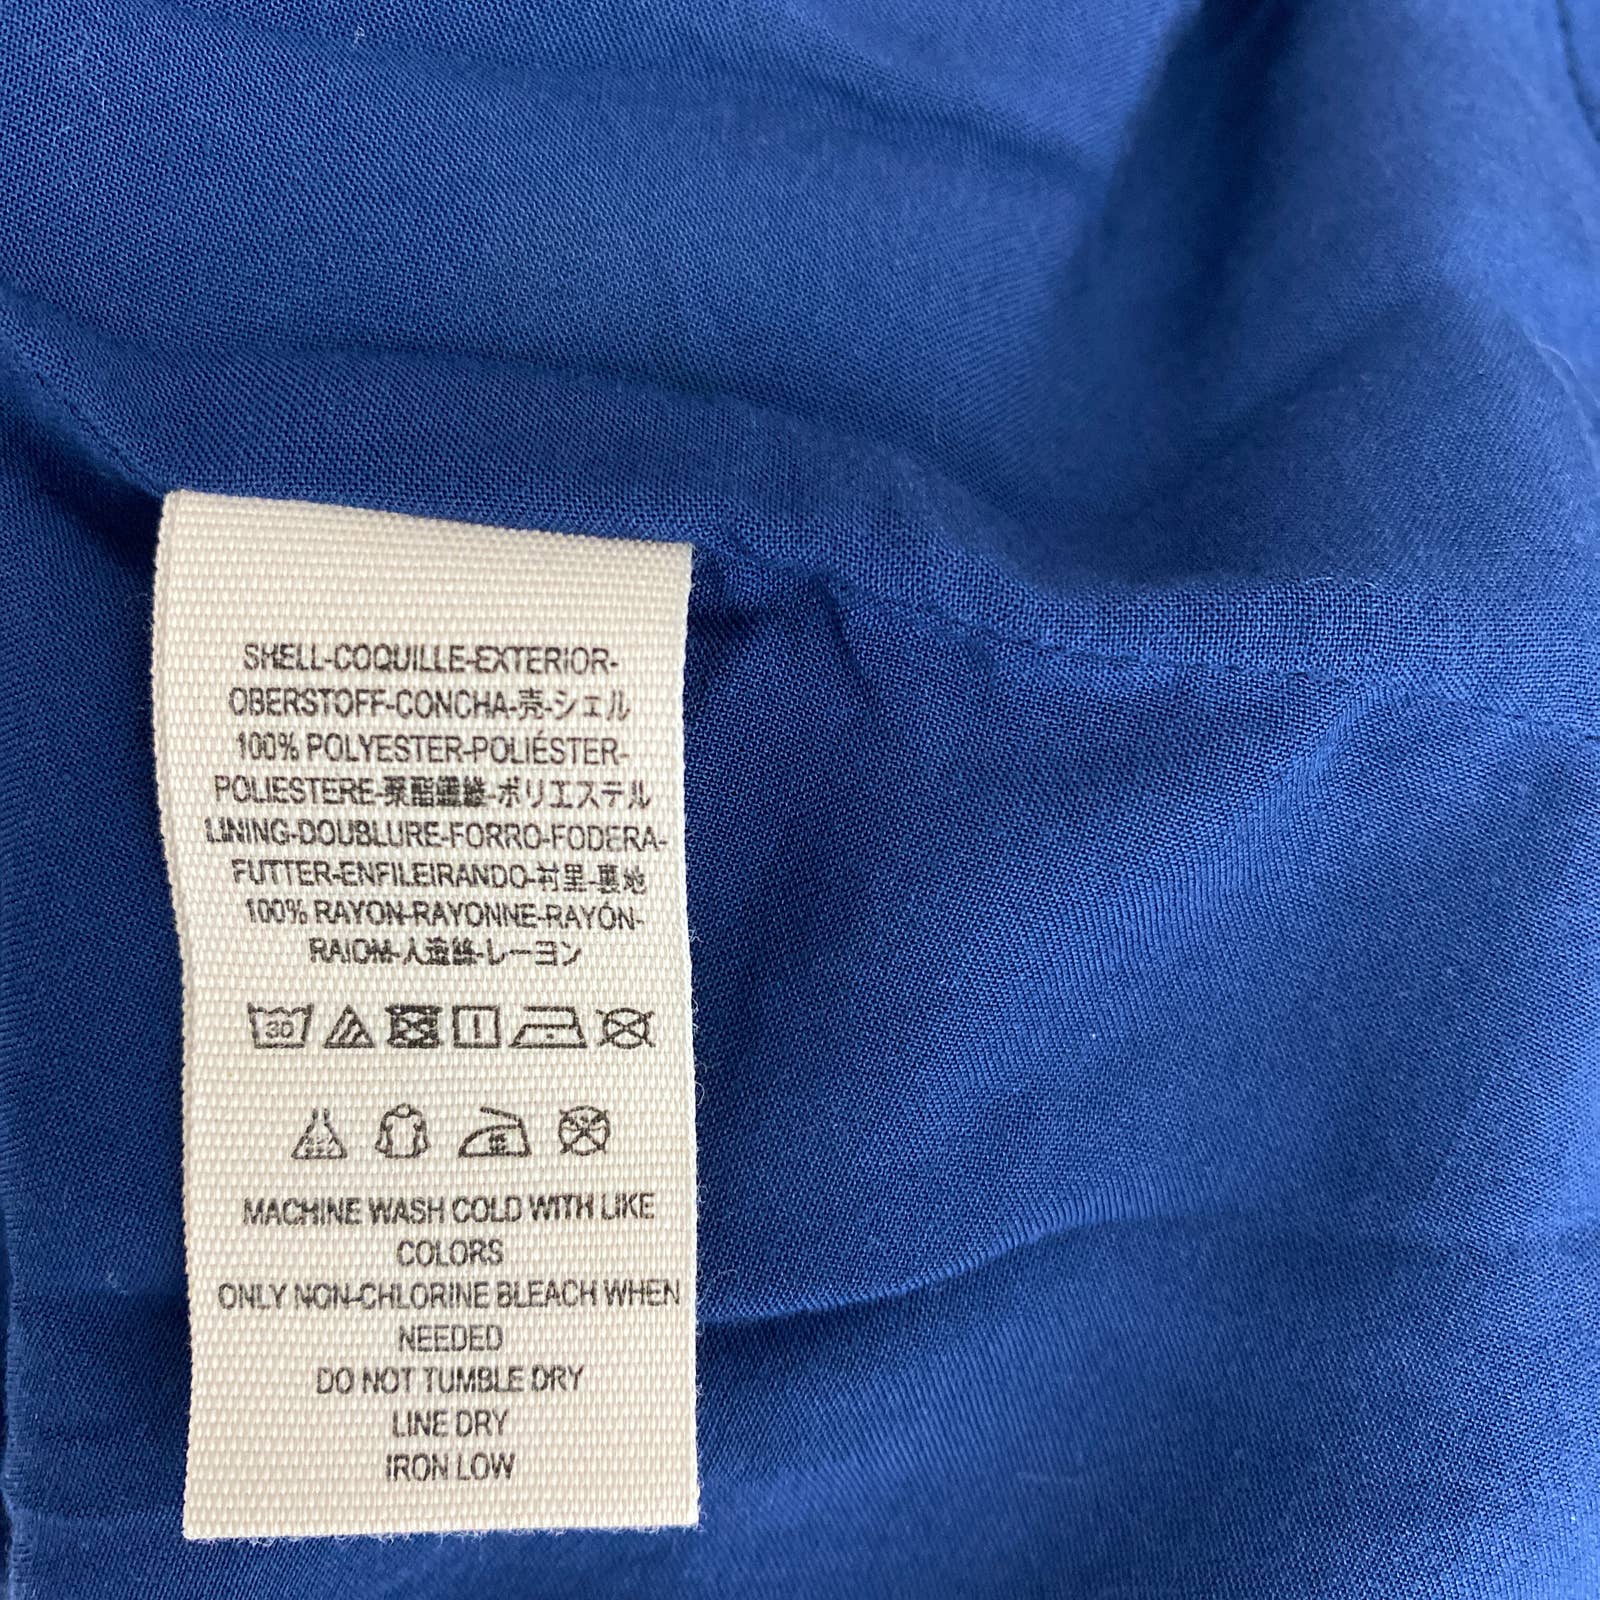 SHELL-COQUILLE-EXTERIOR-
OBERSTOFF-CONCHA-壳-シェル
100% POLYESTER-POLIÉSTER-
POLIESTERE-聚酯纖維-ポリエステル
LINING-DOUBLURE-FORRO-FODERA-
FUTTER-ENFILEIRANDO-衬里-裏地
100% RAYON-RAYONNE-RAYÓN-
RAIOM-人造絲-レーヨン
30
MACHINE WASH COLD WITH LIKE
COLORS
ONLY NON-CHLORINE BLEACH WHEN
NEEDED
DO NOT TUMBLE DRY
LINE DRY
IRON LOW